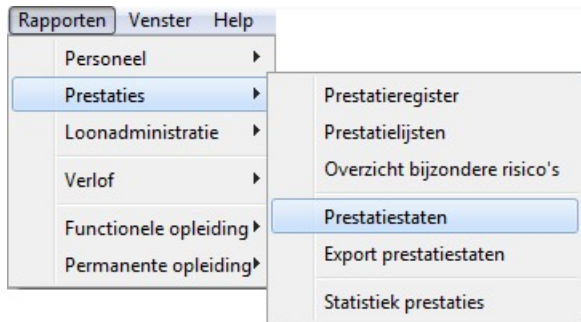 Rapporten Venster Help
Personeel
Prestaties
Loonadministratie
Verlof
Functionele opleiding
Permanente opleiding
Prestatieregister
Prestatielijsten
Overzicht bijzondere risico's
Prestatiestaten
Export prestatiestaten
Statistiek prestaties